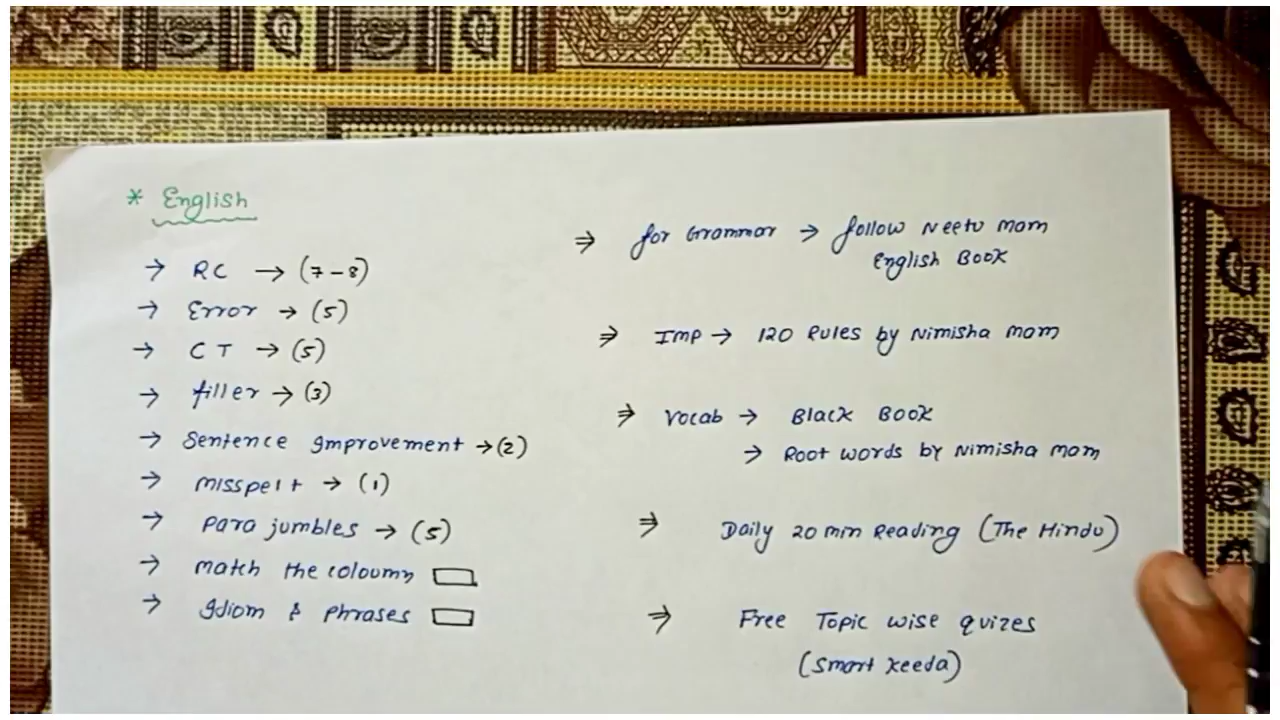 * English
→ RC → (7-8)
→ Error → (5)
→ CT → (5)
→ filler → (3)
→ Sentence Improvement → (2)
→ misspelt → (1)
→ Para jumbles → (5)
→ match the coloumn
→ Idiom & Phrases
⇒ for Grammar → follow Neetu mam
English Book
⇒ Imp → 120 Rules by Nimisha mam
⇒ Vocab → Black Book
→ Root words by Nimisha mam
⇒ Daily 20 min Reading (The Hindu)
⇒ Free Topic wise quizes
(Smart Keeda)